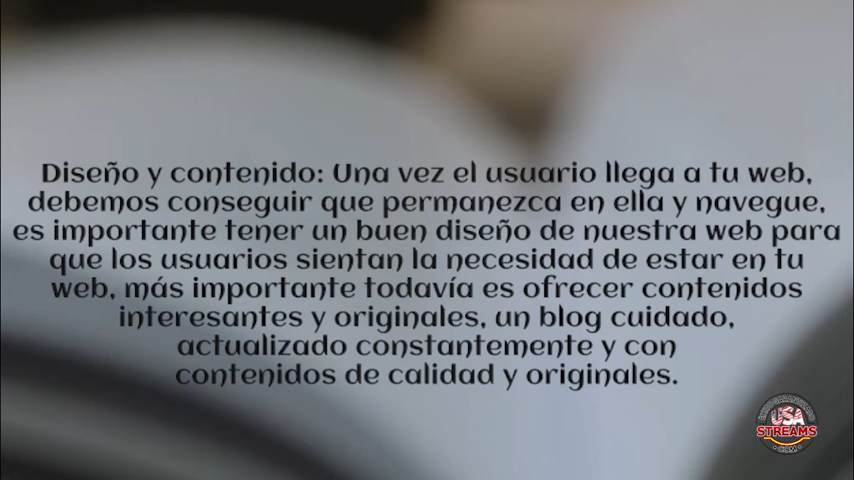 Diseño y contenido: Una vez el usuario llega a tu web,
debemos conseguir que permanezca en ella y navegue,
es importante tener un buen diseño de nuestra web para
que los usuarios sientan la necesidad de estar en tu
web, más importante todavía es ofrecer contenidos
interesantes y originales, un blog cuidado,
actualizado constantemente y con
contenidos de calidad y originales.
USA
STREAMS
.COM